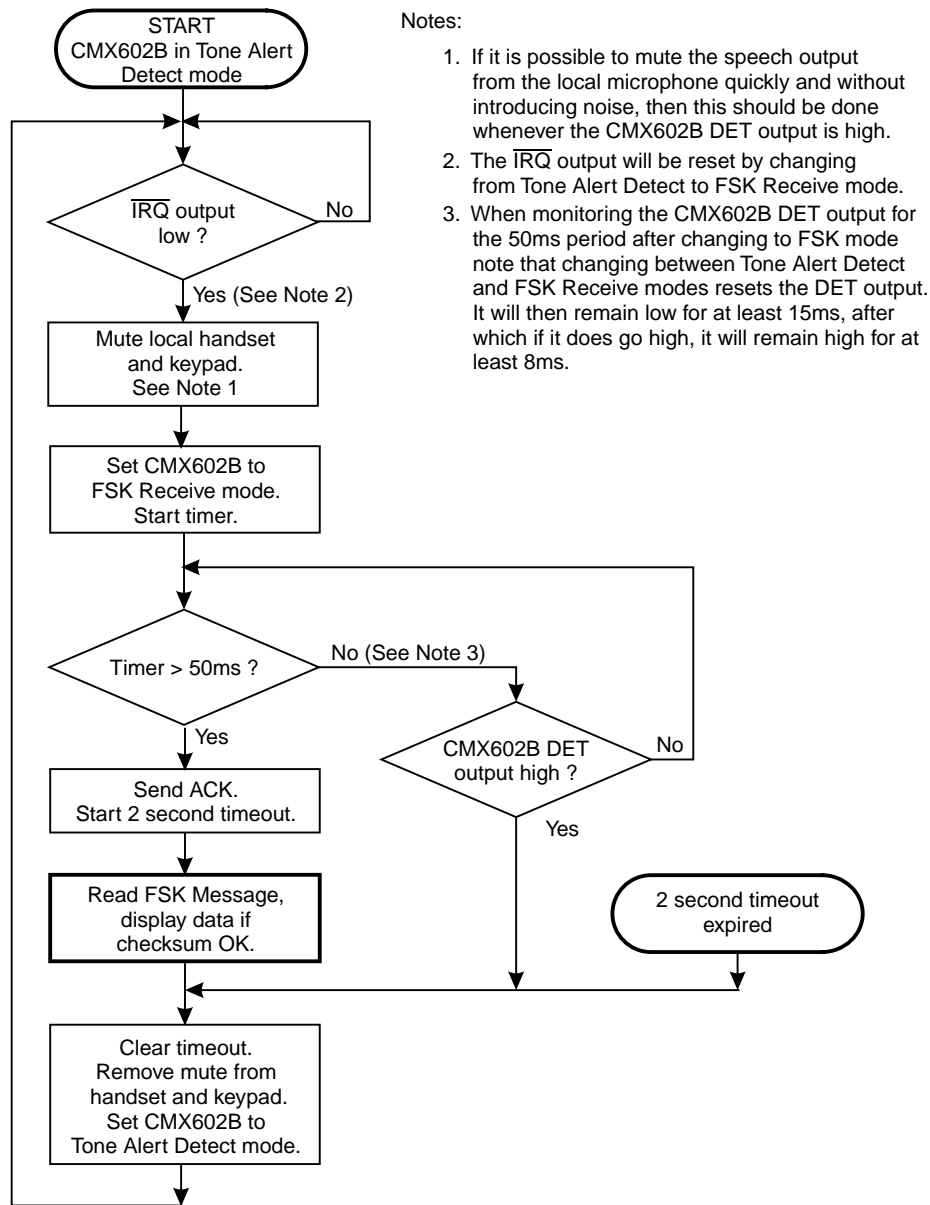 START
CMX602B in Tone Alert
Detect mode
Notes:
1. If it is possible to mute the speech output
from the local microphone quickly and without
introducing noise, then this should be done
whenever the CMX602B DET output is high.
2. The IRQ output will be reset by changing
from Tone Alert Detect to FSK Receive mode.
3. When monitoring the CMX602B DET output for
the 50ms period after changing to FSK mode
note that changing between Tone Alert Detect
and FSK Receive modes resets the DET output.
It will then remain low for at least 15ms, after
which if it does go high, it will remain high for at
least 8ms.
IRQ output
low ?
No
Yes (See Note 2)
Mute local handset
and keypad.
See Note 1
Set CMX602B to
FSK Receive mode.
Start timer.
Timer > 50ms ?
No (See Note 3)
Yes
CMX602B DET
output high ?
No
Yes
Send ACK.
Start 2 second timeout.
Read FSK Message,
display data if
checksum OK.
2 second timeout
expired
Clear timeout.
Remove mute from
handset and keypad.
Set CMX602B to
Tone Alert Detect mode.